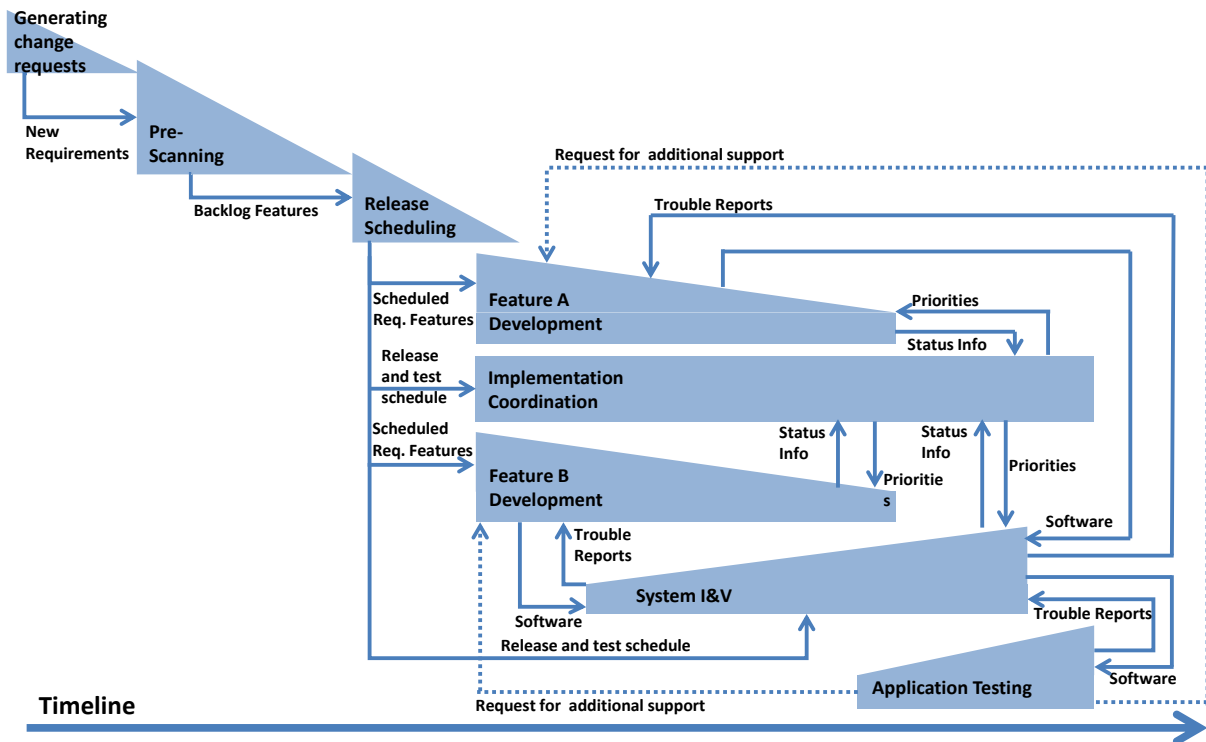 Generating
change
requests
New
Requirements
Pre-
Scanning
Backlog Features
Release
Scheduling
Request for additional support
Trouble Reports
Scheduled
Req. Features
Feature A
Development
Priorities
Status Info
Release
and test
schedule
Implementation
Coordination
Scheduled
Req. Features
Status
Info
Status
Info
Feature B
Development
Prioritie
s
Priorities
Trouble
Reports
Software
System I&V
Software
Trouble Reports
Release and test schedule
Software
Application Testing
Request for additional support
Timeline